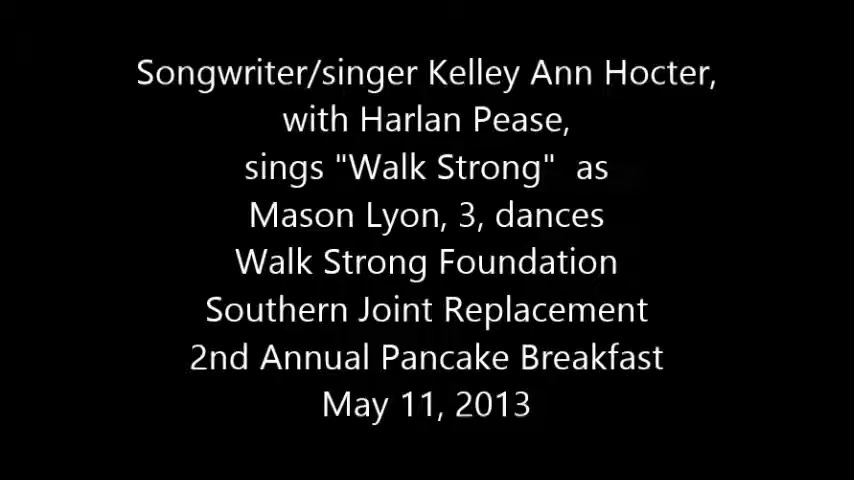 Songwriter/singer Kelley Ann Hocter,
with Harlan Pease,
sings "Walk Strong"  as
Mason Lyon, 3, dances
Walk Strong Foundation
Southern Joint Replacement
2nd Annual Pancake Breakfast
May 11, 2013